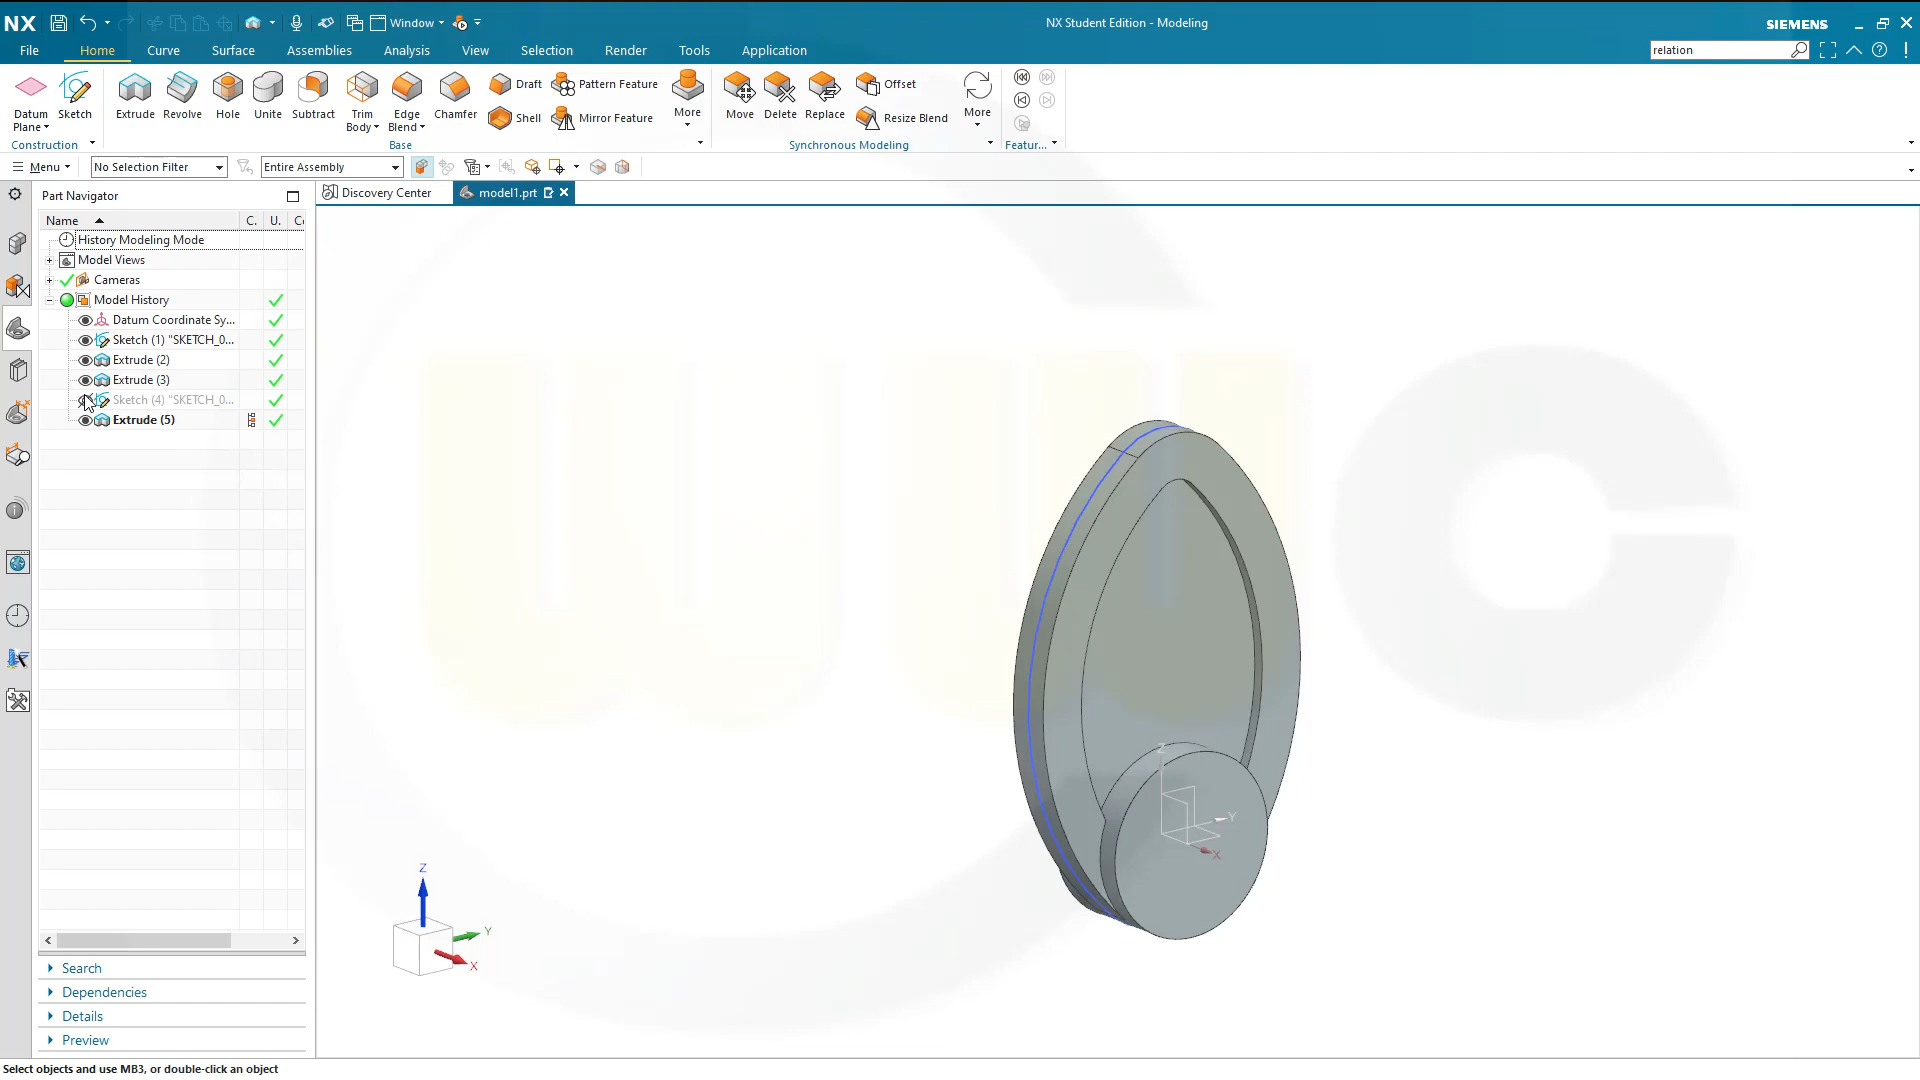 NX
Window
NX Student Edition - Modeling
SIEMENS
File
Home
Curve
Surface
Assemblies
Analysis
View
Selection
Render
Tools
Application
relation
Datum
Plane
Sketch
Extrude
Revolve
Hole
Unite
Subtract
Trim
Body
Edge
Blend
Chamfer
Draft
Shell
Pattern Feature
Mirror Feature
More
Move
Delete
Replace
Offset
Resize Blend
More
Construction
Base
Synchronous Modeling
Featur...
Menu
No Selection Filter
Entire Assembly
Part Navigator
Discovery Center
model1.prt
Name
C.
U.
History Modeling Mode
Model Views
Cameras
Model History
Datum Coordinate Sy...
Sketch (1) "SKETCH_0...
Extrude (2)
Extrude (3)
Sketch (4) "SKETCH_0...
Extrude (5)
Z
Y
X
Z
Y
X
Search
Dependencies
Details
Preview
Select objects and use MB3, or double-click an object